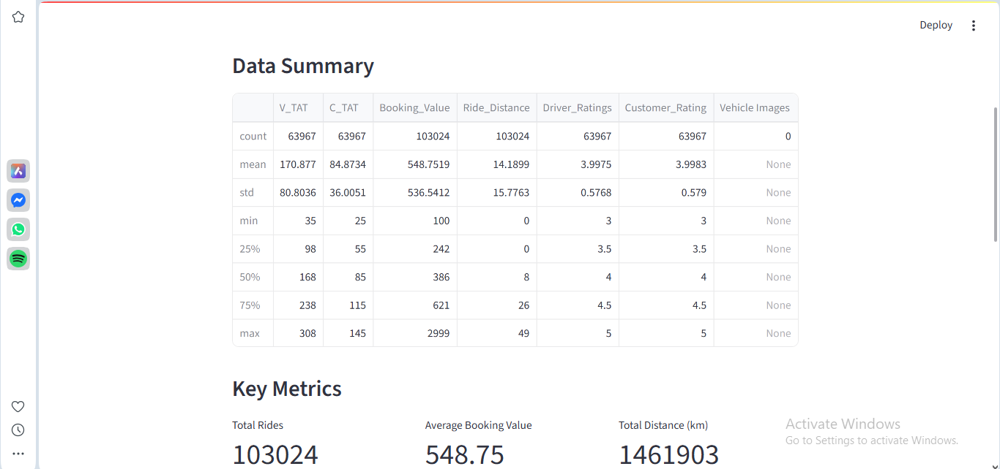 Deploy
Data Summary
V_TAT C_TAT Booking_Value Ride_Distance Driver_Ratings Customer_Rating Vehicle Images
count 63967 63967 103024 103024 63967 63967 0
mean 170.877 84.8734 548.7519 14.1899 3.9975 3.9983 None
std 80.8036 36.0051 536.5412 15.7763 0.5768 0.579 None
min 35 25 100 0 3 3 None
25% 98 55 242 0 3.5 3.5 None
50% 168 85 386 8 4 4 None
75% 238 115 621 26 4.5 4.5 None
max 308 145 2999 49 5 5 None
Key Metrics
Total Rides Average Booking Value Total Distance (km)
103024 548.75 1461903
Activate Windows
Go to Settings to activate Windows.